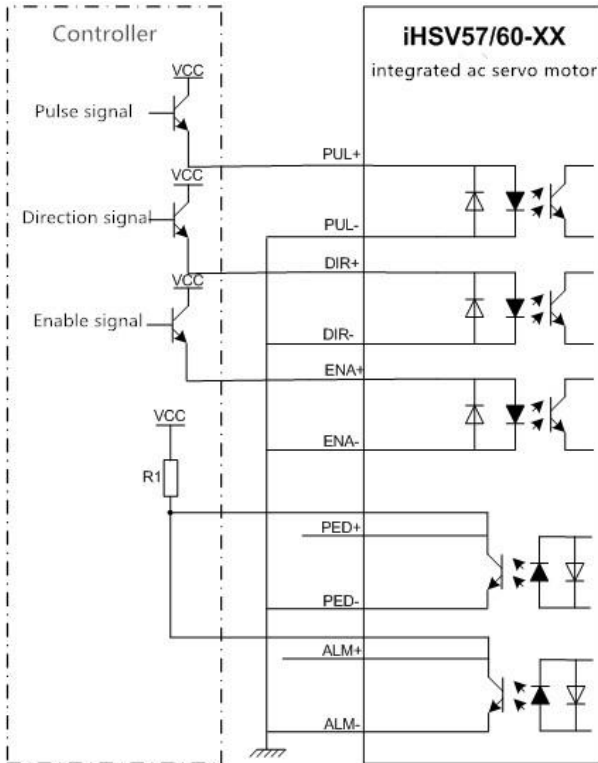 Controller
iHSV57/60-XX
integrated ac servo motor
VCC
Pulse signal
PUL+
VCC
Direction signal
PUL-
DIR+
VCC
Enable signal
DIR-
ENA+
VCC
ENA-
R1
PED+
PED-
ALM+
ALM-